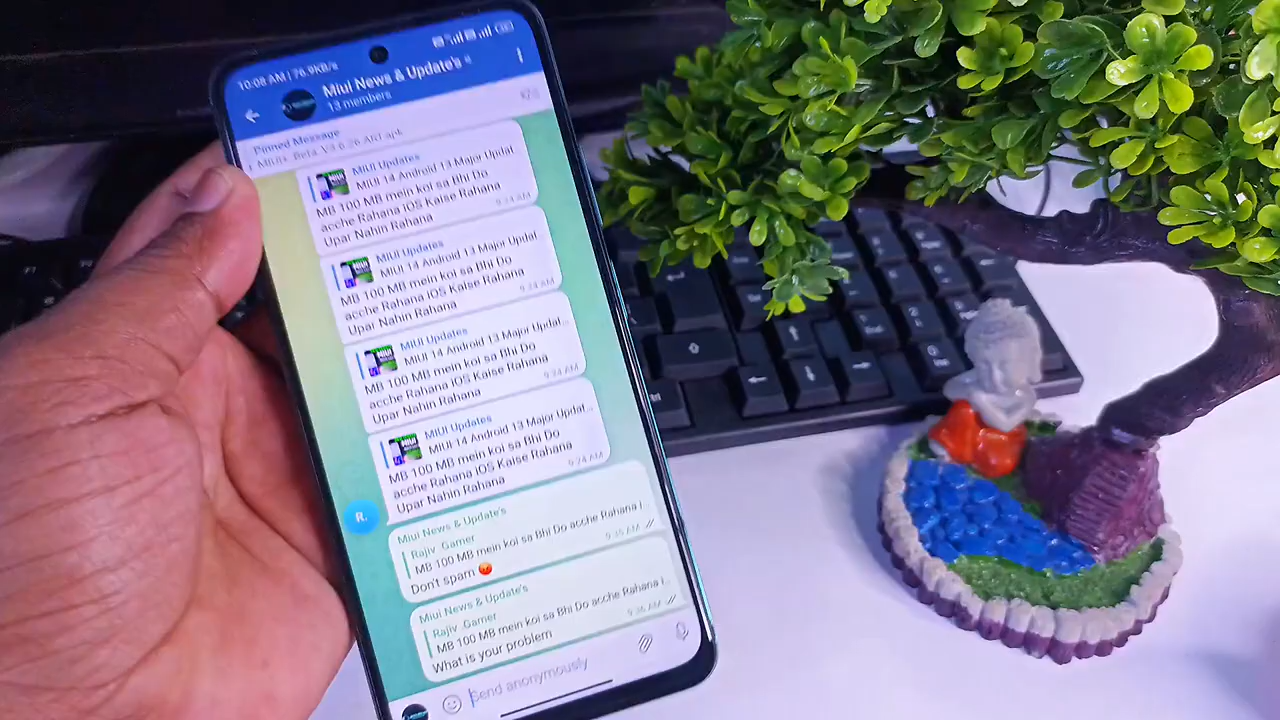 10:08 AM | 76.9KB/s
Miui News & Update's
13 members
Pinned Message
MIUI Updates
MIUI 14 Android 13 Major Updat
MB 100 MB mein koi sa Bhi Do
acche Rahana iOS Kaise Rahana
Upar Nahin Rahana
9:24 AM
MIUI Updates
MIUI 14 Android 13 Major Updat
MB 100 MB mein koi sa Bhi Do
acche Rahana iOS Kaise Rahana
Upar Nahin Rahana
9:24 AM
MIUI Updates
MIUI 14 Android 13 Major Updat...
MB 100 MB mein koi sa Bhi Do
acche Rahana iOS Kaise Rahana
Upar Nahin Rahana
9:24 AM
MIUI Updates
MIUI 14 Android 13 Major Updat...
MB 100 MB mein koi sa Bhi Do
acche Rahana iOS Kaise Rahana
Upar Nahin Rahana
9:24 AM
R.
Miui News & Update's
Rajiv_Gamer
MB 100 MB mein koi sa Bhi Do acche Rahana i
Don't spam 😡
9:35 AM
Miui News & Update's
Rajiv_Gamer
MB 100 MB mein koi sa Bhi Do acche Rahana i...
What is your problem
9:36 AM
Send anonymously